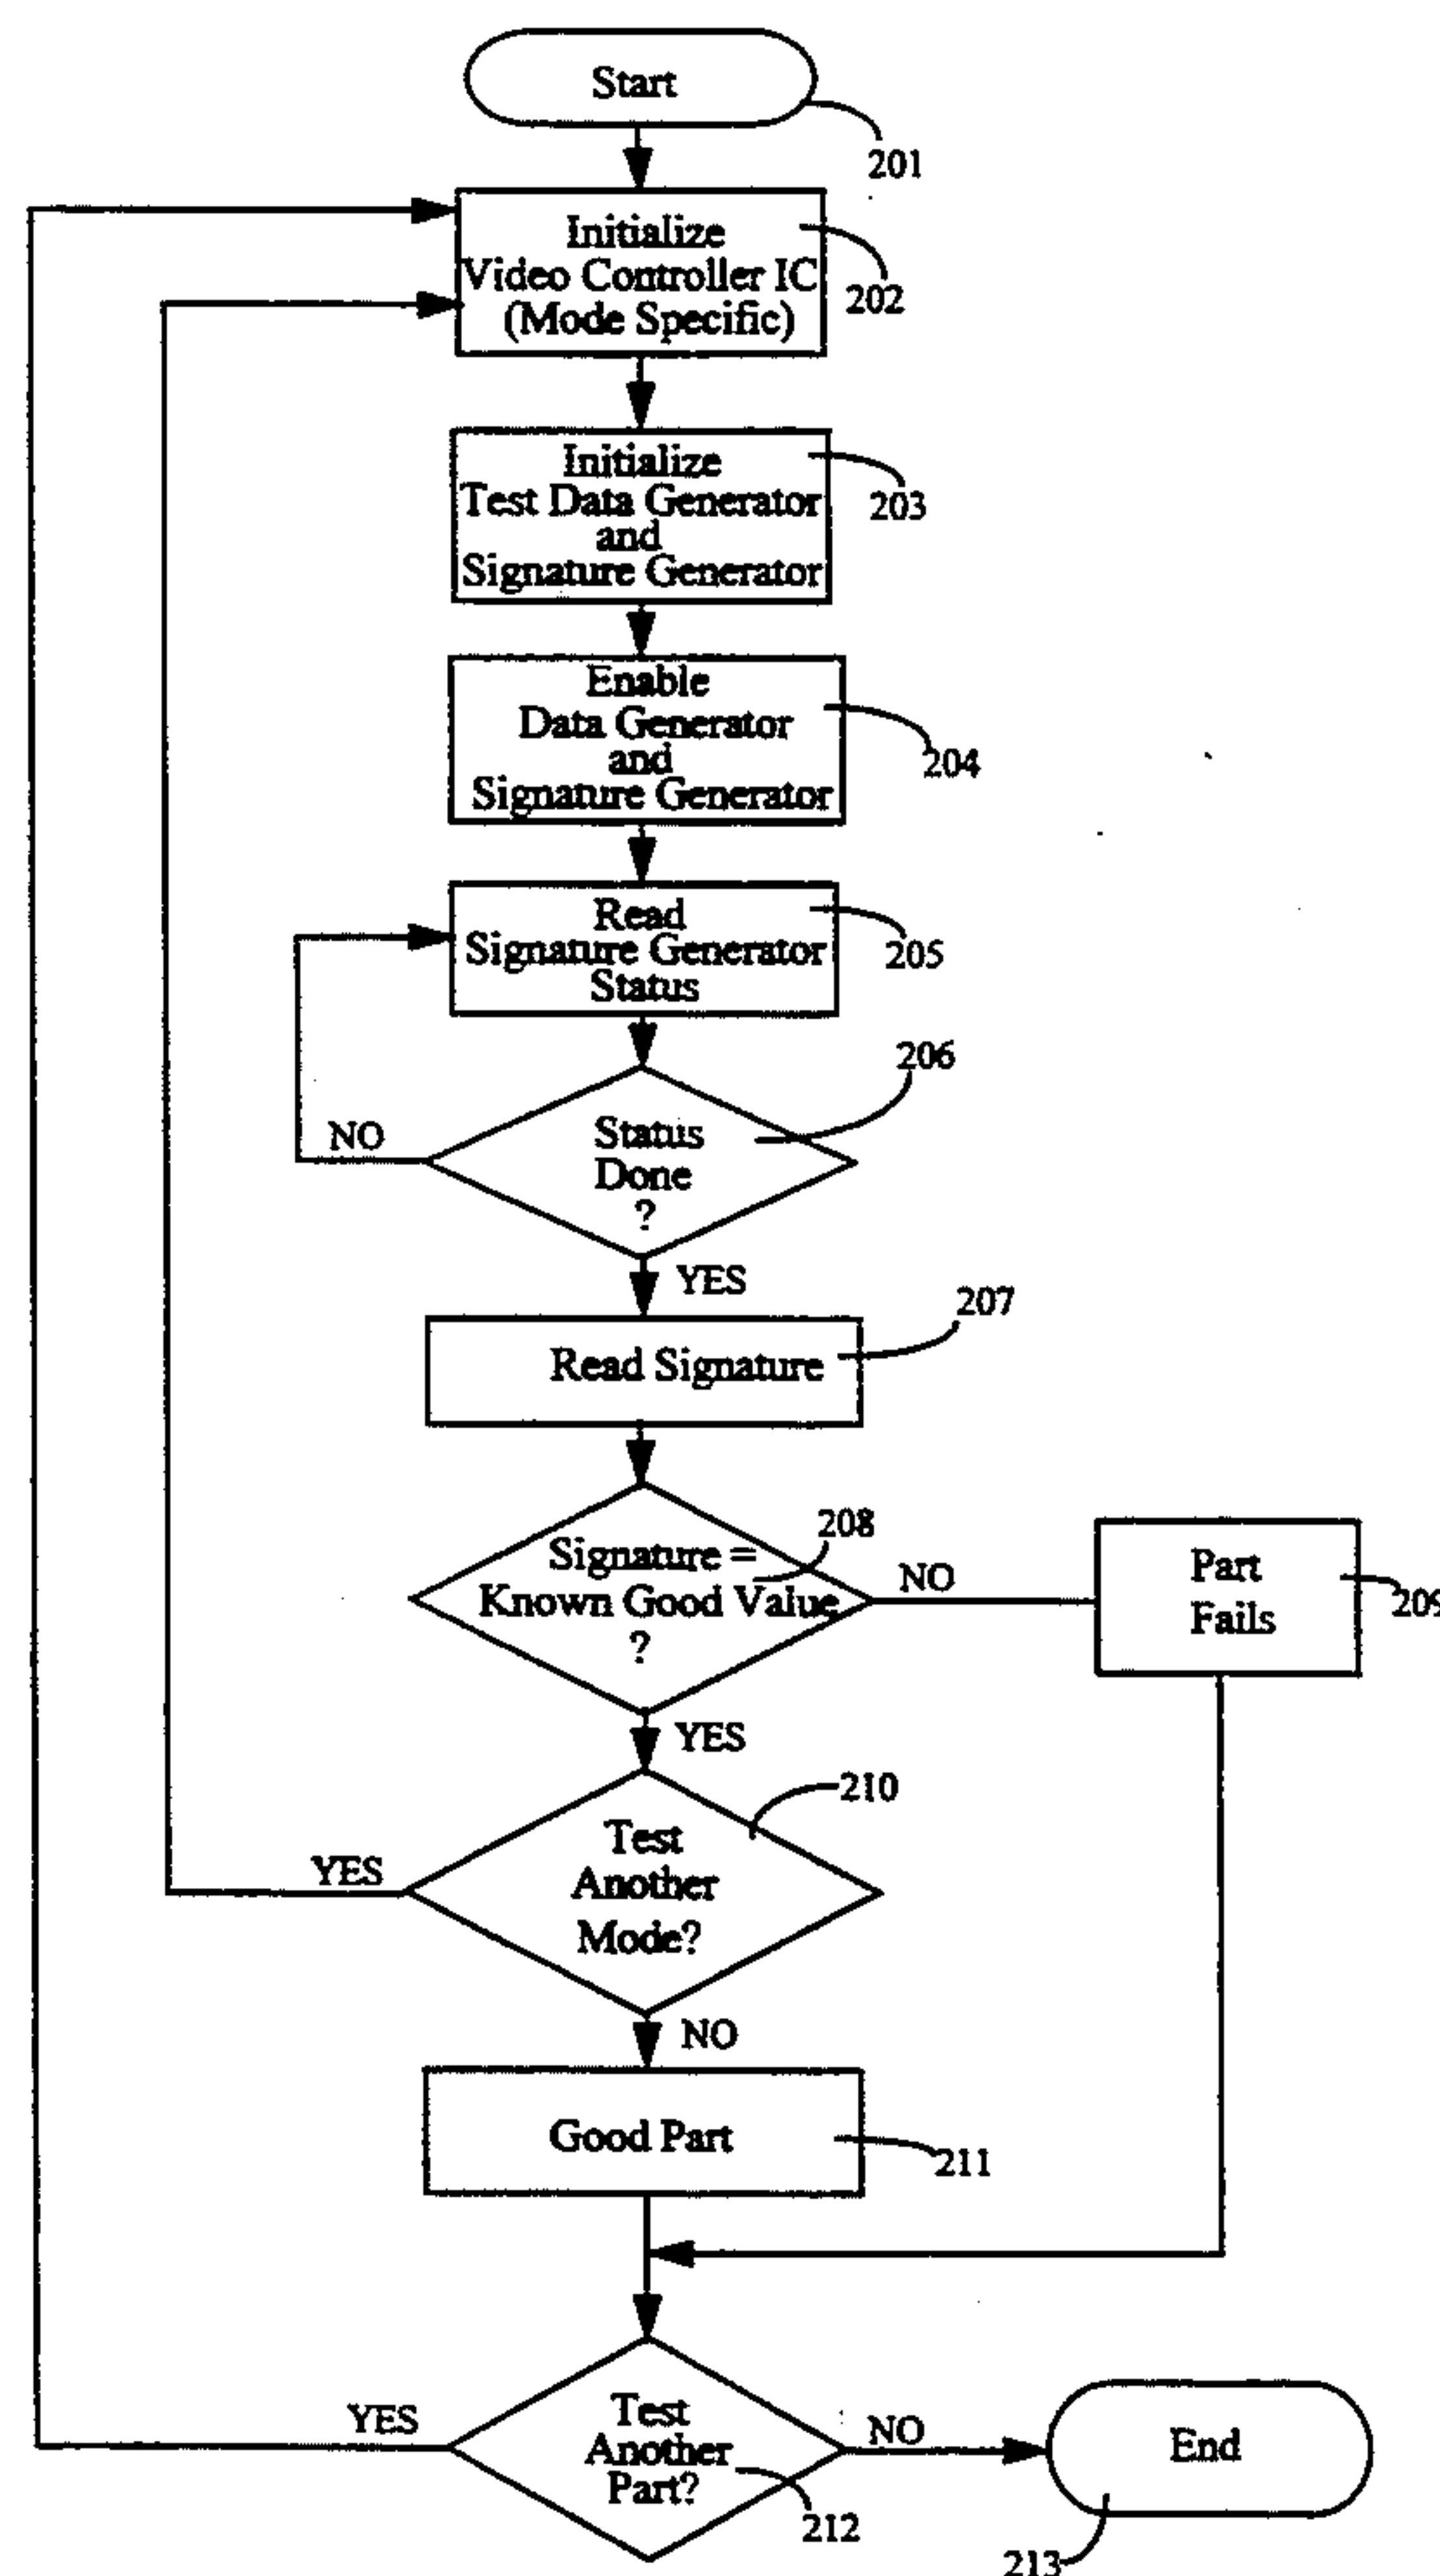 Start
201
Initialize
Video Controller IC
(Mode Specific)
202
Initialize
Test Data Generator
and
Signature Generator
203
Enable
Data Generator
and
Signature Generator
204
Read
Signature Generator
Status
205
206
Status
Done
?
NO
YES
207
Read Signature
208
Signature =
Known Good Value
?
NO
Part
Fails
209
YES
210
Test
Another
Mode?
YES
NO
Good Part
211
Test
Another
Part?
YES
NO
212
End
213